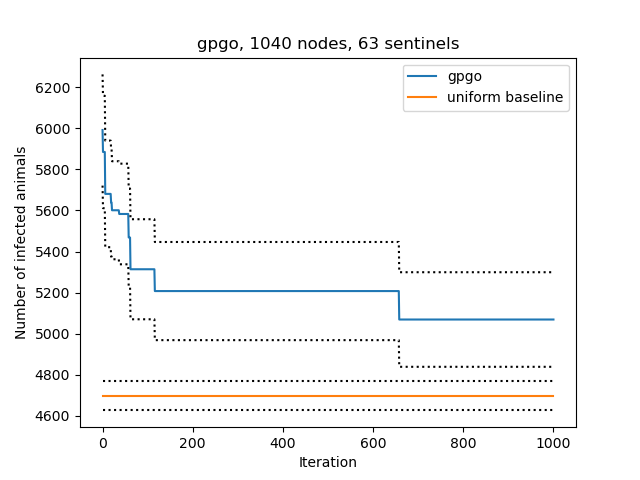 gpgo, 1040 nodes, 63 sentinels
gpgo
uniform baseline
Number of infected animals
6200
6000
5800
5600
5400
5200
5000
4800
4600
0 200 400 600 800 1000
Iteration